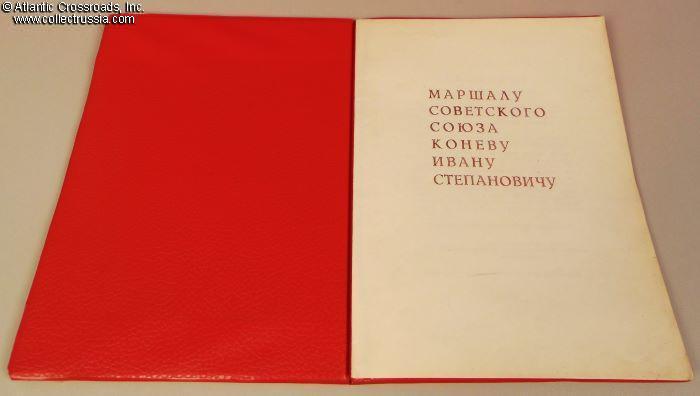 © Atlantic Crossroads, Inc.
www.collectrussia.com
МАРШАЛУ
СОВЕТСКОГО
СОЮЗА
КОНЕВУ
ИВАНУ
СТЕПАНОВИЧУ